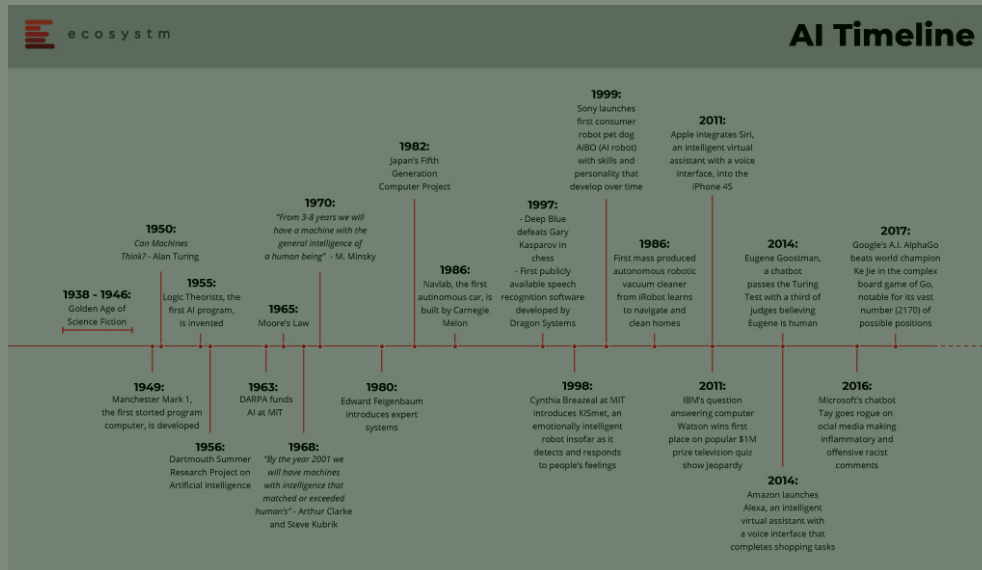 ecosystm
AI Timeline
1938 - 1946:
Golden Age of
Science Fiction
1949:
Manchester Mark 1,
the first storted program
computer, is developed
1950:
Can Machines
Think? - Alan Turing
1955:
Logic Theorists, the
first AI program,
is invented
1956:
Dartmouth Summer
Research Project on
Artificial Intelligence
1963:
DARPA funds
AI at MIT
1965:
Moore's Law
1968:
"By the year 2001 we
will have machines
with intelligence that
matched or exceeded
human's" - Arthur Clarke
and Steve Kubrik
1970:
"From 3-8 years we will
have a machine with the
general intelligence of
a human being" - M. Minsky
1980:
Edward Feigenbaum
introduces expert
systems
1982:
Japan's Fifth
Generation
Computer Project
1986:
Navlab, the first
autinomous car, is
built by Carnegie
Melon
1997:
- Deep Blue
defeats Gary
Kasparov in
chess
- First publicly
available speech
recognition software
developed by
Dragon Systems
1998:
Cynthia Breazeal at MIT
introduces KISmet, an
emotionally intelligent
robot insofar as it
detects and responds
to people's feelings
1999:
Sony launches
first consumer
robot pet dog
AiBO (AI robot)
with skills and
personality that
develop over time
1986:
First mass produced
autonomous robotic
vacuum cleaner
from iRobot learns
to navigate and
clean homes
2011:
Apple integrates Siri,
an intelligent virtual
assistant with a voice
interface, into the
iPhone 4S
2011:
IBM's question
answering computer
Watson wins first
place on popular $1M
prize television quiz
show Jeopardy
2014:
Eugene Goostman,
a chatbot
passes the Turing
Test with a third of
judges believing
Eugene is human
2014:
Amazon launches
Alexa, an intelligent
virtual assistant with
a voice interface that
completes shopping tasks
2016:
Microsoft's chatbot
Tay goes rogue on
ocial media making
inflammatory and
offensive racist
comments
2017:
Google's A.I. AlphaGo
beats world champion
Ke Jie in the complex
board game of Go,
notable for its vast
number (2170) of
possible positions